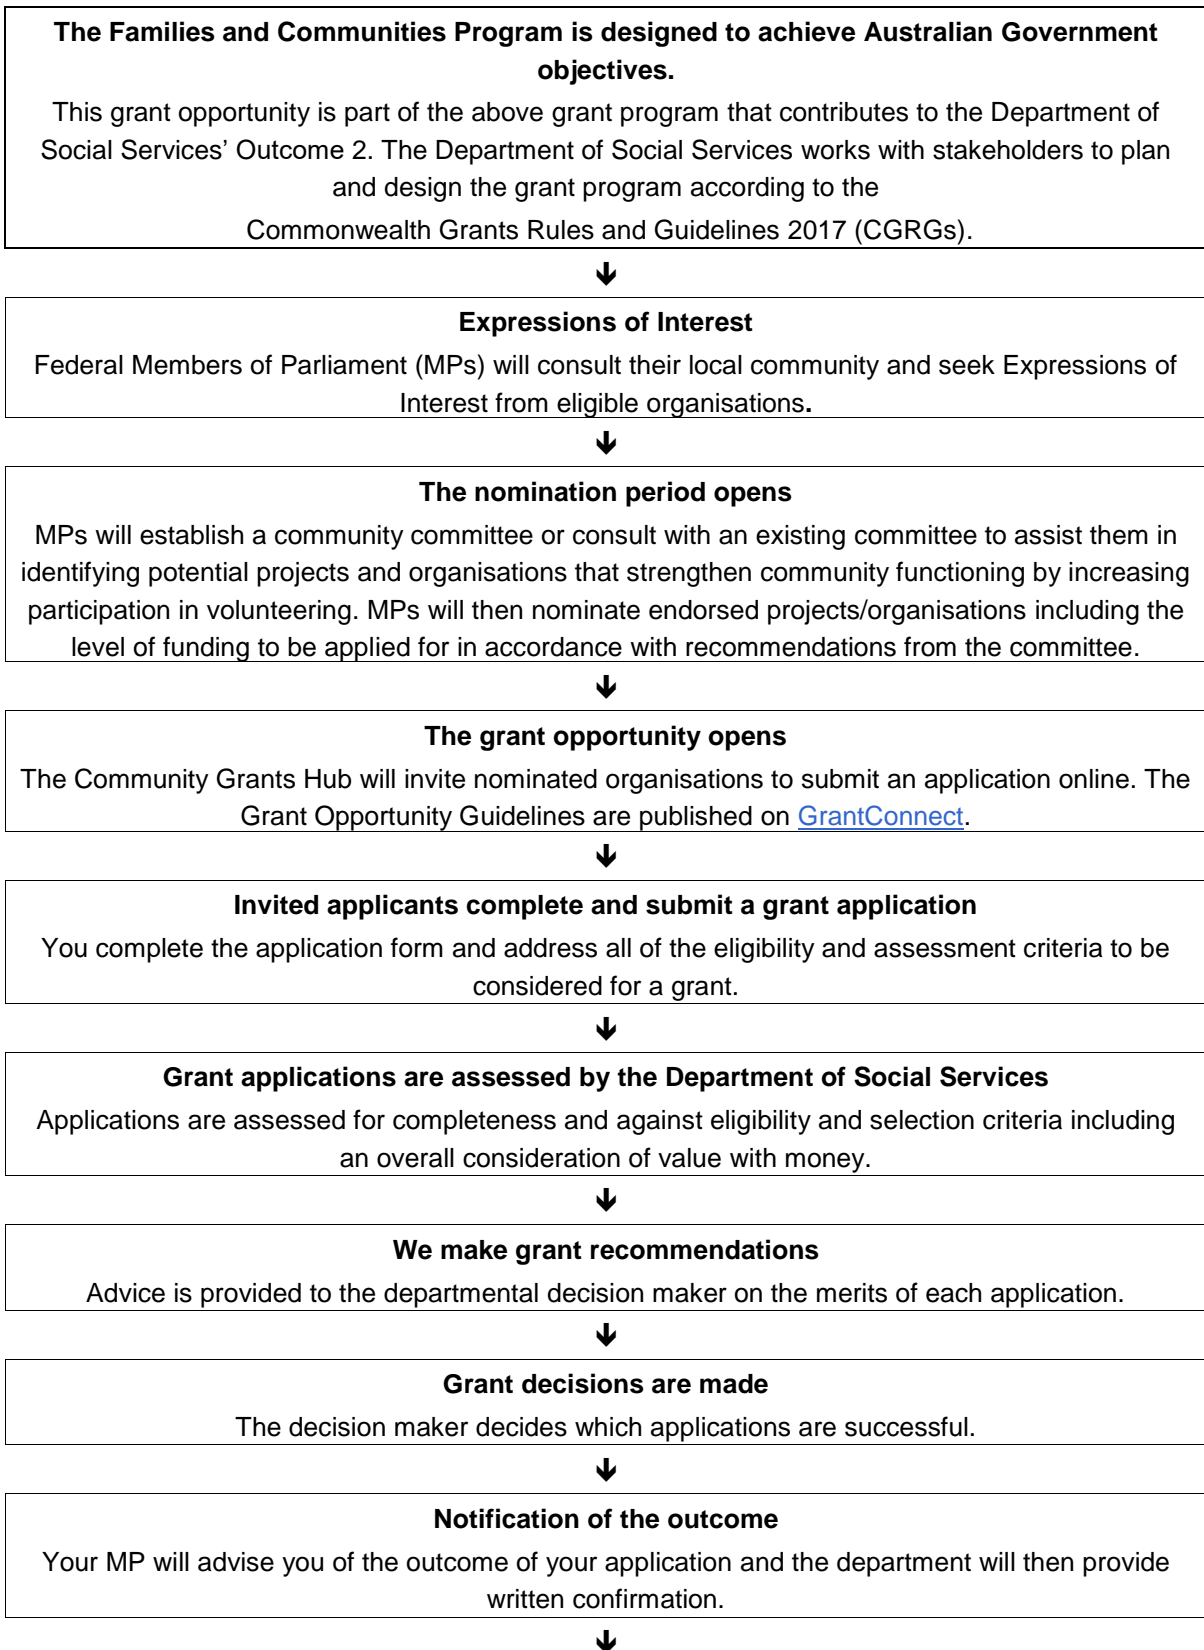 The Families and Communities Program is designed to achieve Australian Government
objectives.
This grant opportunity is part of the above grant program that contributes to the Department of
Social Services’ Outcome 2. The Department of Social Services works with stakeholders to plan
and design the grant program according to the
Commonwealth Grants Rules and Guidelines 2017 (CGRGs).
Expressions of Interest
Federal Members of Parliament (MPs) will consult their local community and seek Expressions of
Interest from eligible organisations.
The nomination period opens
MPs will establish a community committee or consult with an existing committee to assist them in
identifying potential projects and organisations that strengthen community functioning by increasing
participation in volunteering. MPs will then nominate endorsed projects/organisations including the
level of funding to be applied for in accordance with recommendations from the committee.
The grant opportunity opens
The Community Grants Hub will invite nominated organisations to submit an application online. The
Grant Opportunity Guidelines are published on GrantConnect.
Invited applicants complete and submit a grant application
You complete the application form and address all of the eligibility and assessment criteria to be
considered for a grant.
Grant applications are assessed by the Department of Social Services
Applications are assessed for completeness and against eligibility and selection criteria including
an overall consideration of value with money.
We make grant recommendations
Advice is provided to the departmental decision maker on the merits of each application.
Grant decisions are made
The decision maker decides which applications are successful.
Notification of the outcome
Your MP will advise you of the outcome of your application and the department will then provide
written confirmation.